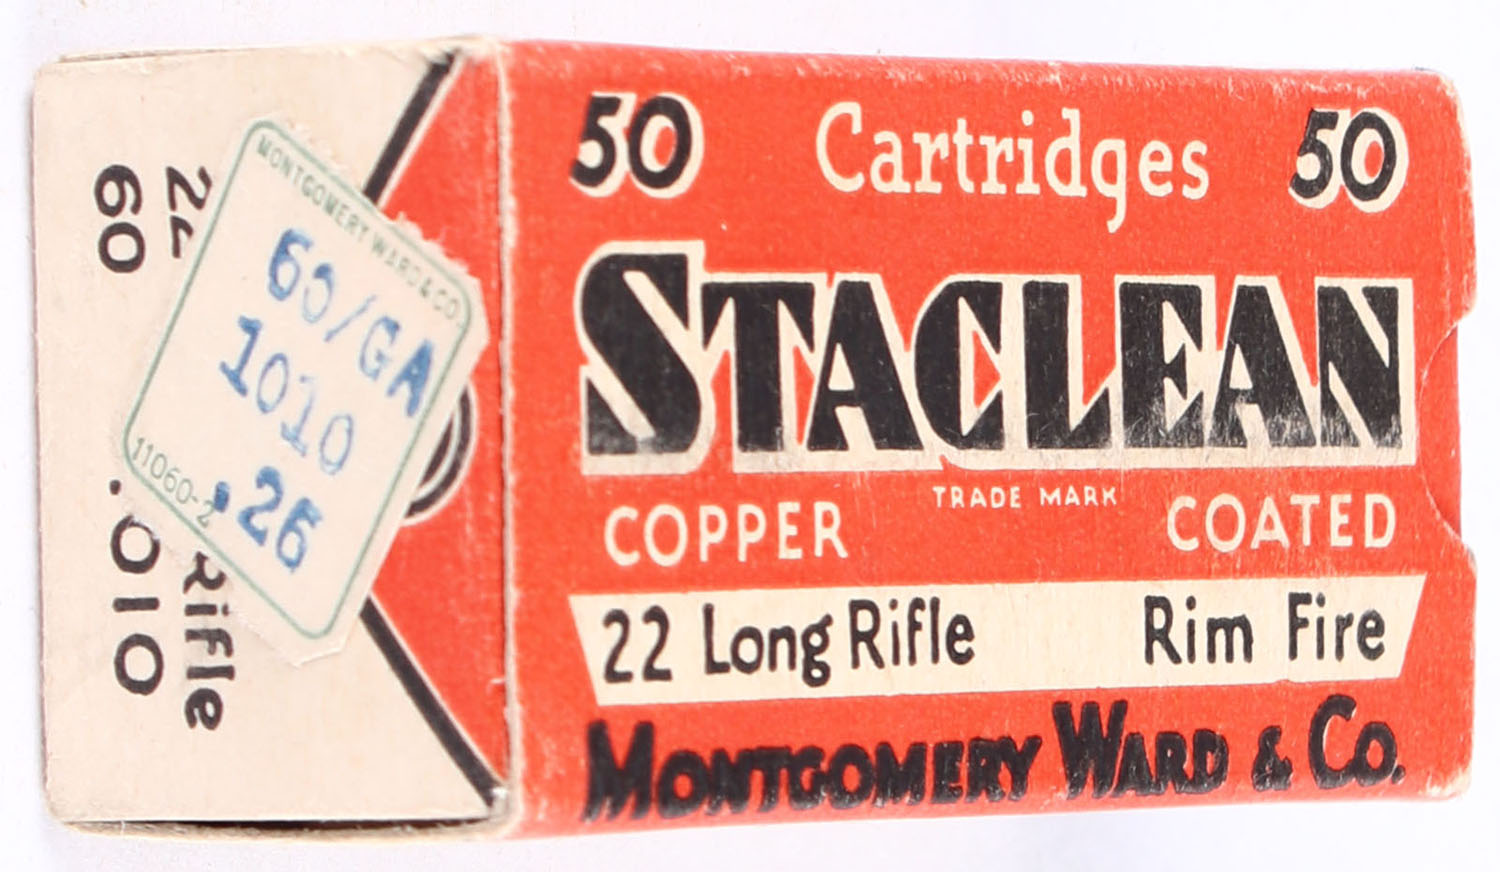 50 Cartridges 50
STACLEAN
TRADE MARK
COPPER COATED
22 Long Rifle Rim Fire
MONTGOMERY WARD & CO.
MONTGOMERY WARD & CO.
60/GA
1010
.26
11060-2
Rifle
60 .010